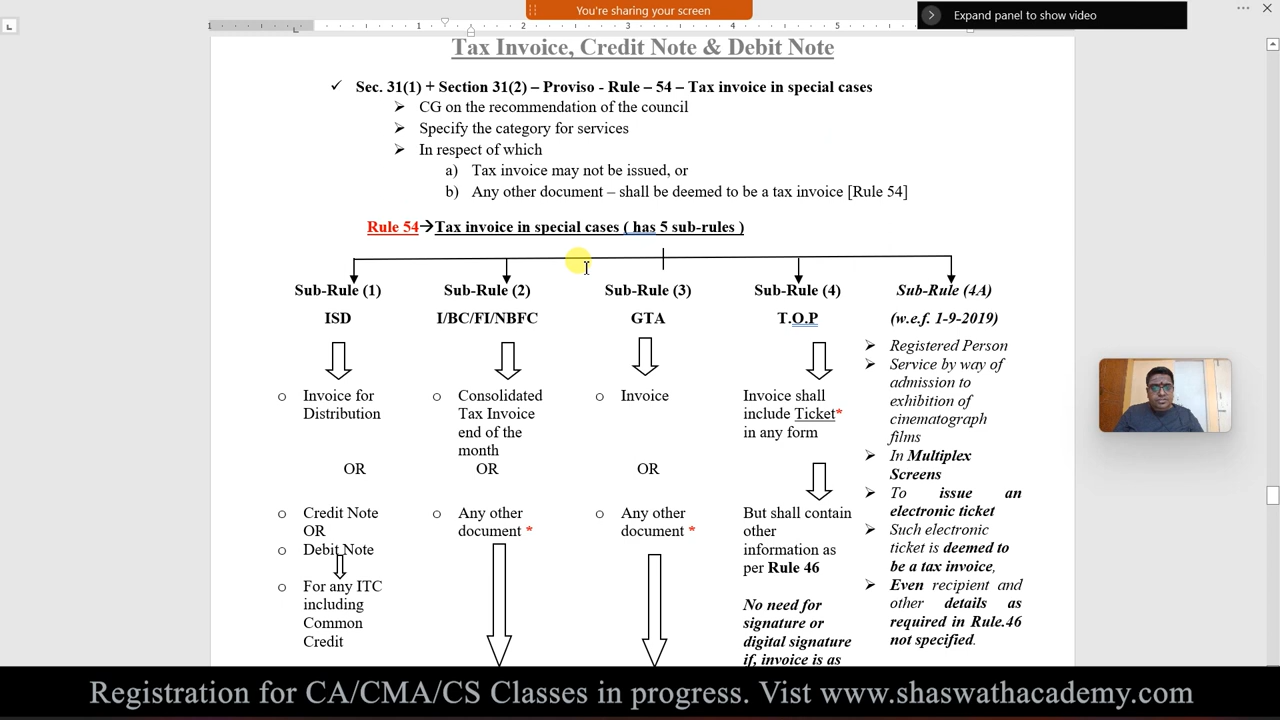 You're sharing your screen
Expand panel to show video
1 1 2 3 4 5
Tax Invoice, Credit Note & Debit Note
✓ Sec. 31(1) + Section 31(2) – Proviso - Rule – 54 – Tax invoice in special cases
➢ CG on the recommendation of the council
➢ Specify the category for services
➢ In respect of which
a) Tax invoice may not be issued, or
b) Any other document – shall be deemed to be a tax invoice [Rule 54]
Rule 54→Tax invoice in special cases ( has 5 sub-rules )
Sub-Rule (1)
ISD
o Invoice for
Distribution
OR
o Credit Note
OR
o Debit Note
o For any ITC
including
Common
Credit
Sub-Rule (2)
I/BC/FI/NBFC
o Consolidated
Tax Invoice
end of the
month
OR
o Any other
document *
Sub-Rule (3)
GTA
o Invoice
OR
o Any other
document *
Sub-Rule (4)
T.O.P
Invoice shall
include Ticket*
in any form
But shall contain
other
information as
per Rule 46
No need for
signature or
digital signature
if, invoice is as
Sub-Rule (4A)
(w.e.f. 1-9-2019)
➢ Registered Person
➢ Service by way of
admission to
exhibition of
cinematograph
films
➢ In Multiplex
Screens
➢ To issue an
electronic ticket
➢ Such electronic
ticket is deemed to
be a tax invoice,
➢ Even recipient and
other details as
required in Rule.46
not specified.
Registration for CA/CMA/CS Classes in progress. Vist www.shaswathacademy.com